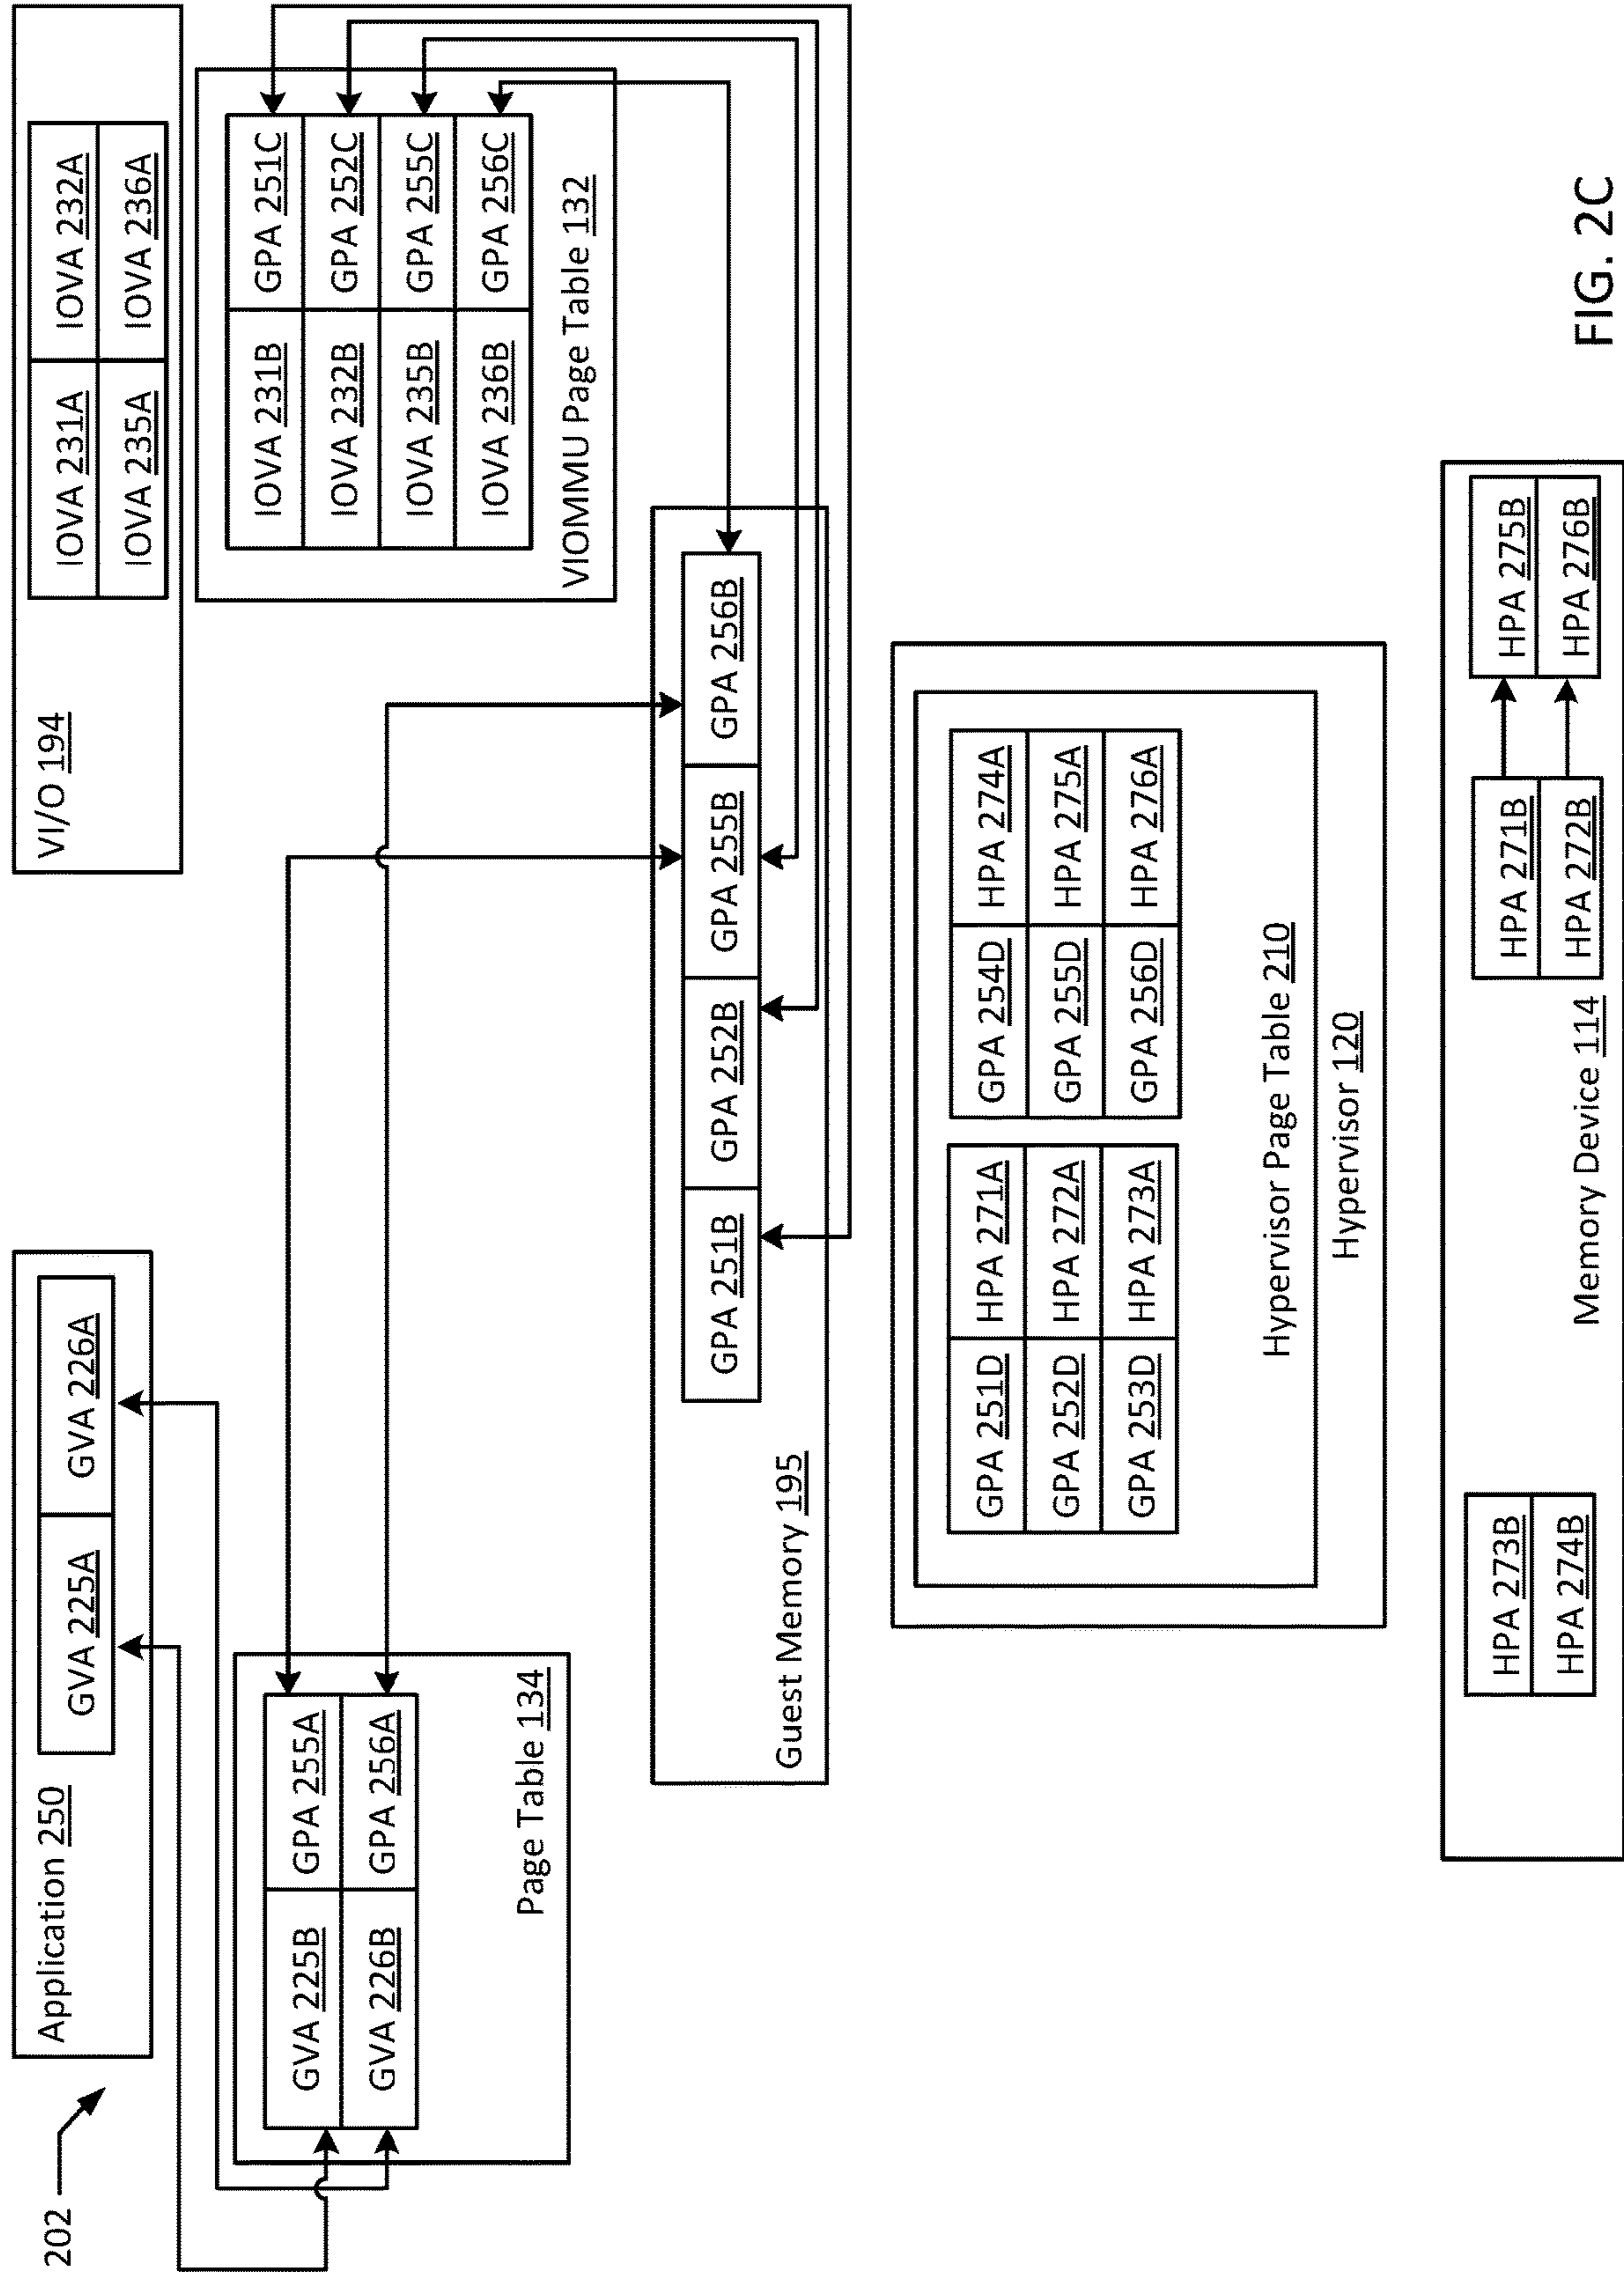 202
Application 250
GVA 225A GVA 226A
VI/O 194
IOVA 231A IOVA 232A
IOVA 235A IOVA 236A
GVA 225B GPA 255A
GVA 226B GPA 256A
Page Table 134
IOVA 231B GPA 251C
IOVA 232B GPA 252C
IOVA 235B GPA 255C
IOVA 236B GPA 256C
VIOMMU Page Table 132
GPA 251B GPA 252B GPA 255B GPA 256B
Guest Memory 195
GPA 251D HPA 271A GPA 254D HPA 274A
GPA 252D HPA 272A GPA 255D HPA 275A
GPA 253D HPA 273A GPA 256D HPA 276A
Hypervisor Page Table 210
Hypervisor 120
HPA 273B HPA 271B HPA 275B
HPA 274B HPA 272B HPA 276B
Memory Device 114
FIG. 2C